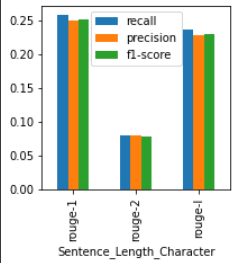 0.25
0.20
0.15
0.10
0.05
0.00
recall
precision
f1-score
rouge-1
rouge-2
rouge-l
Sentence_Length_Character